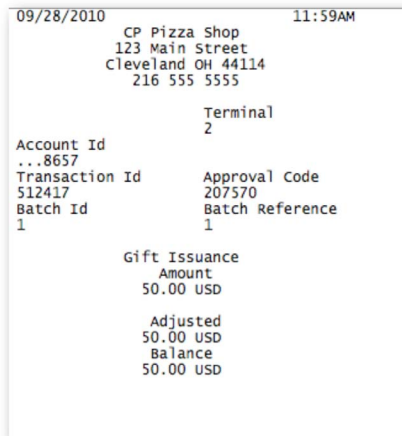 09/28/2010 11:59AM
CP Pizza Shop
123 Main Street
Cleveland OH 44114
216 555 5555
Terminal
2
Account Id
...8657
Transaction Id Approval Code
512417 207570
Batch Id Batch Reference
1 1
Gift Issuance
Amount
50.00 USD
Adjusted
50.00 USD
Balance
50.00 USD